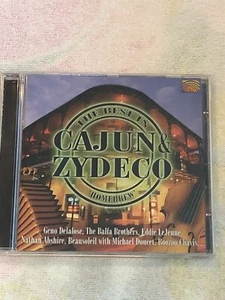 ARC
THE BEST IN
CAJUN &
ZYDECO
HOMEBREW
Geno Delafose, The Balfa Brothers, Eddie LeJeune,
Nathan Abshire, Beausoleil with Michael Doucet, Boozoo Chavis...